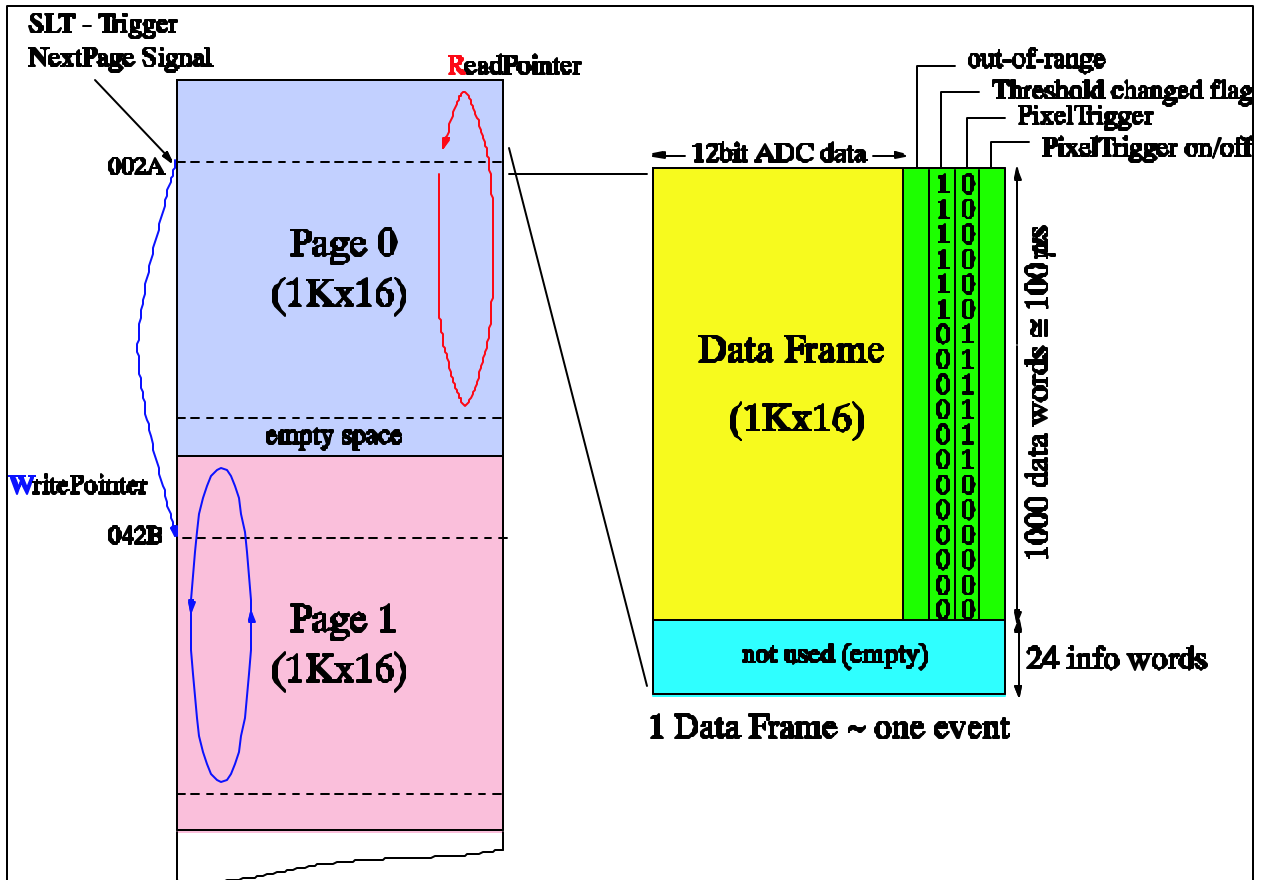 SLT - Trigger
NextPage Signal
ReadPointer
002A
Page 0
(1Kx16)
empty space
WritePointer
042B
Page 1
(1Kx16)
out-of-range
Threshold changed flag
PixelTrigger
PixelTrigger on/off
12bit ADC data
1 0
1 0
1 0
1 0
1 0
1 0
0 1
0 1
0 1
0 1
0 1
0 1
0 0
0 0
0 0
0 0
0 0
0 0
Data Frame
(1Kx16)
1000 data words ≅ 100 μs
not used (empty)
24 info words
1 Data Frame ~ one event